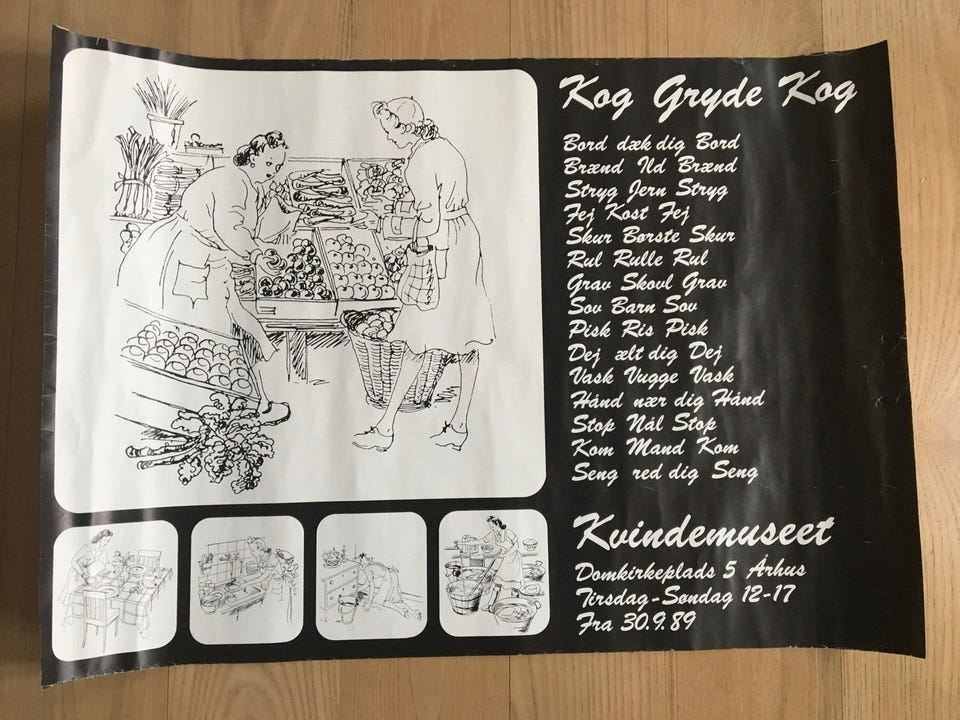 Kog Gryde Kog
Bord dæk dig Bord
Brænd Ild Brænd
Stryg Jern Stryg
Fej Kost Fej
Skur Børste Skur
Rul Rulle Rul
Grav Skovl Grav
Sov Barn Sov
Pisk Ris Pisk
Dej ælt dig Dej
Vask Vugge Vask
Hånd nær dig Hånd
Stop Nål Stop
Kom Mand Kom
Seng red dig Seng
Kvindemuseet
Domkirkeplads 5 Århus
Tirsdag-Søndag 12-17
Fra 30.9.89